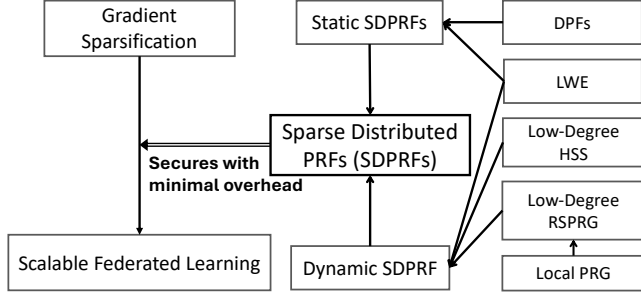 Gradient
Sparsification
Static SDPRFs
DPFs
LWE
Sparse Distributed
PRFs (SDPRFs)
Secures with
minimal overhead
Low-Degree
HSS
Low-Degree
RSPRG
Scalable Federated Learning
Dynamic SDPRF
Local PRG